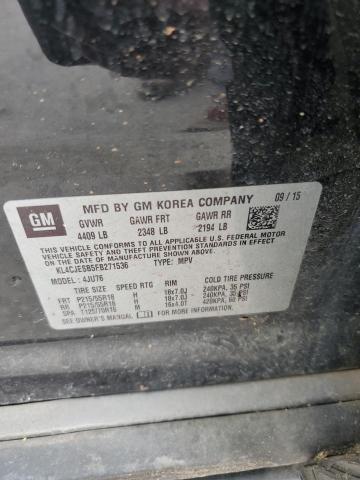 GM
MFD BY GM KOREA COMPANY 09 / 15
GVWR GAWR FRT GAWR RR
4409 LB 2348 LB 2194 LB
THIS VEHICLE CONFORMS TO ALL APPLICABLE U.S. FEDERAL MOTOR
VEHICLE SAFETY, BUMPER, AND THEFT PREVENTION STANDARDS IN
EFFECT ON THE DATE OF MANUFACTURE SHOWN ABOVE.
KL4CJESB5FB271536 TYPE: MPV
MODEL : 4JU76
TIRE SIZE SPEED RTG RIM COLD TIRE PRESSURE
FRT P215/55R18 H 18x7.0J 240KPA, 35 PSI
RR P215/55R18 H 18x7.0J 240KPA, 35 PSI
SPA T125/70R16 M 16x4.0T 420KPA, 60 PSI
SEE OWNER'S MANUAL FOR ADDITIONAL INFORMATION.